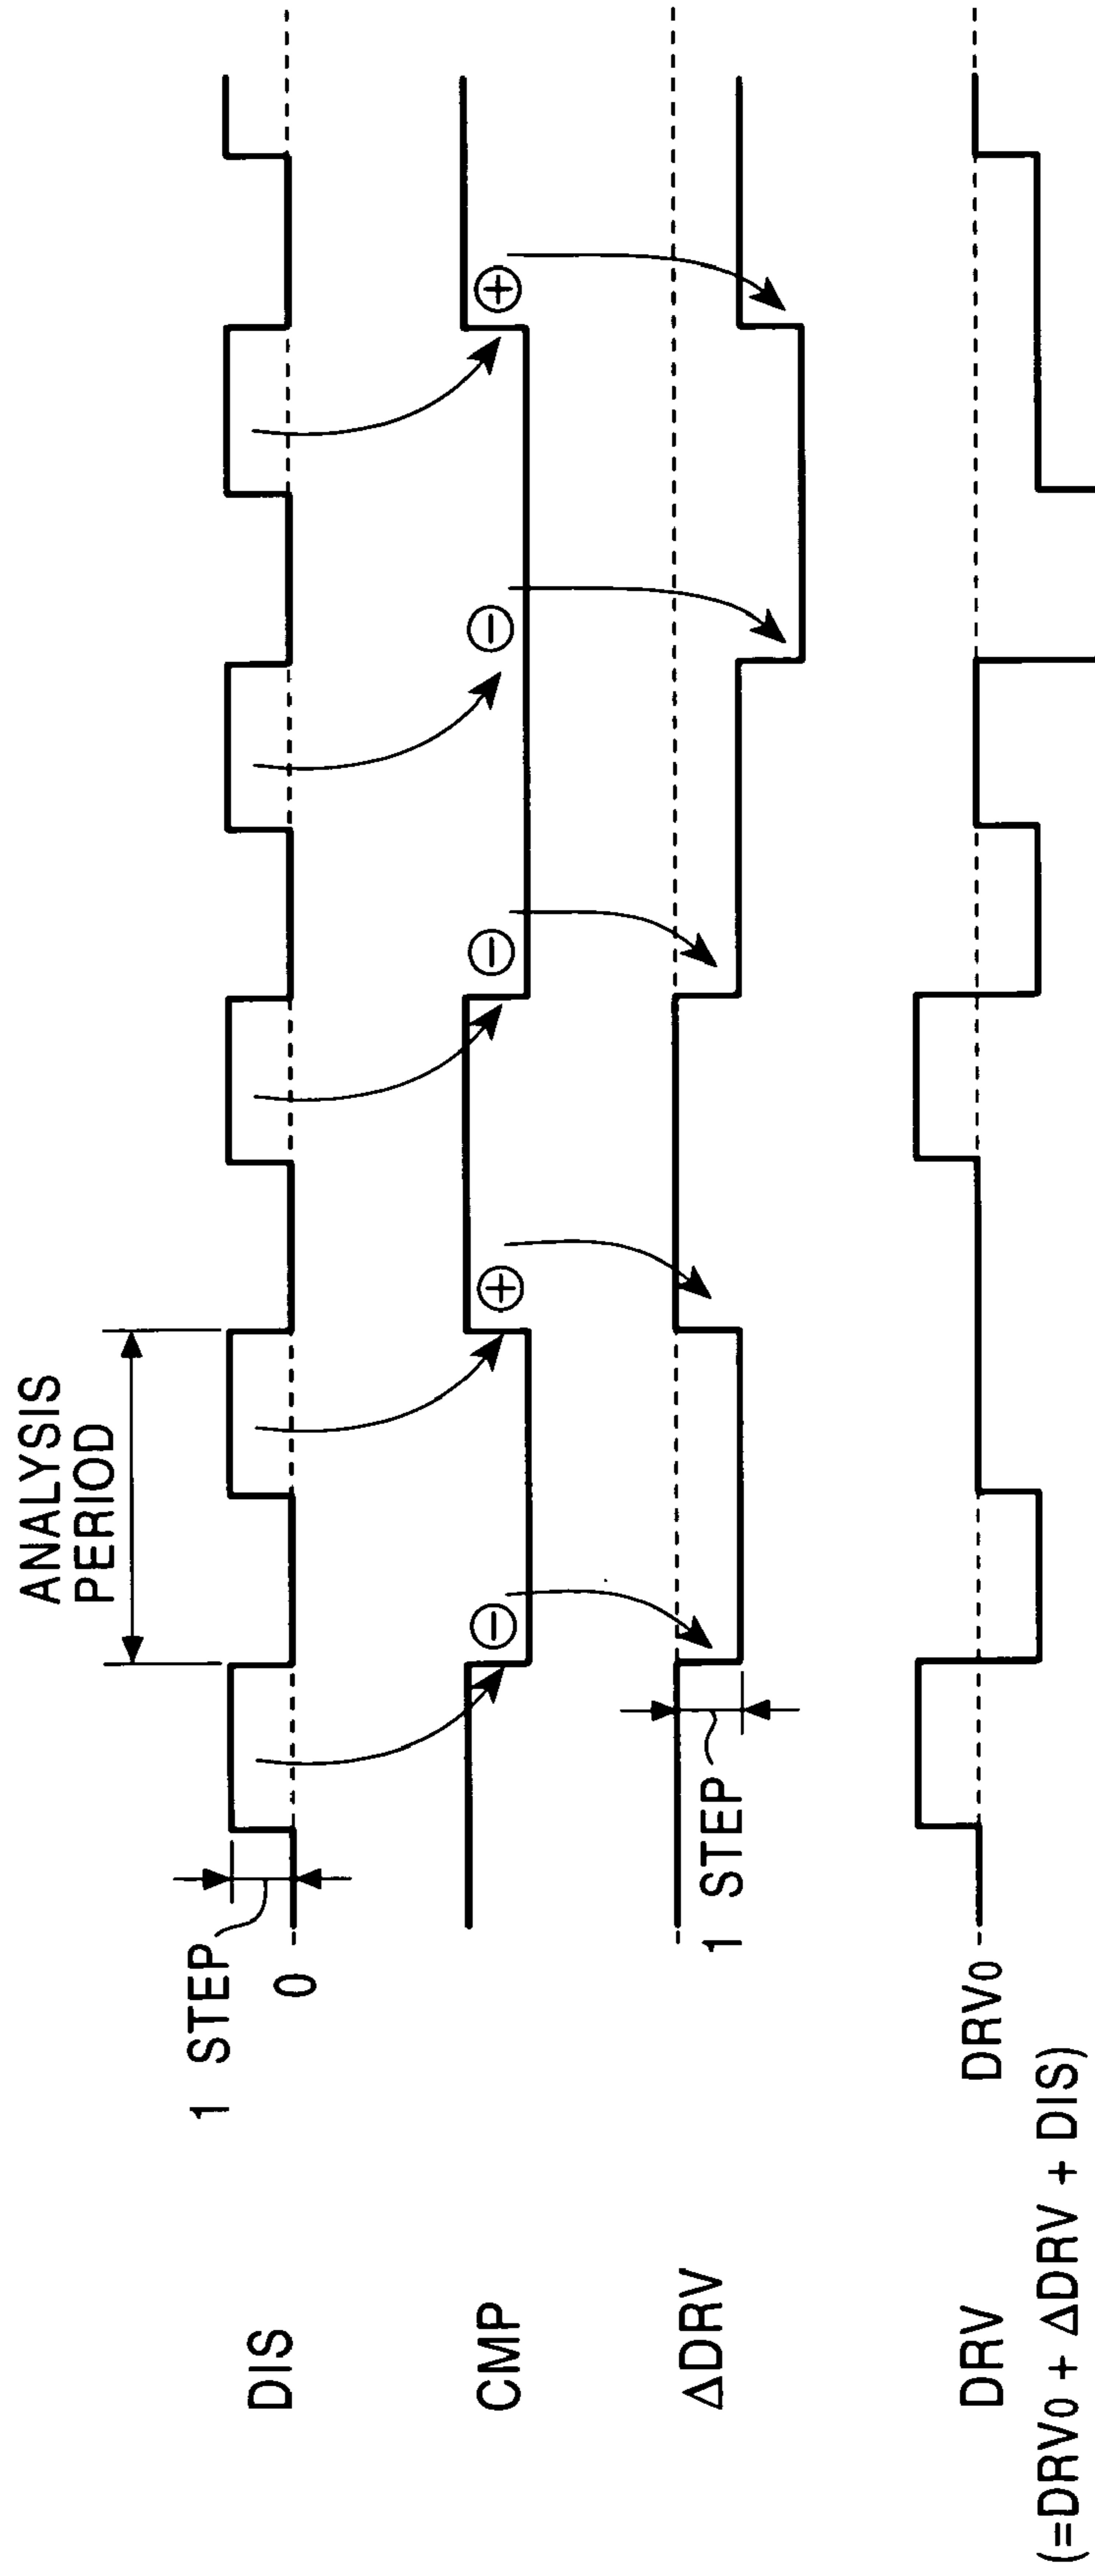 ANALYSIS
PERIOD
1 STEP
DIS
0
CMP
⊖
⊕
⊖
⊖
⊕
ΔDRV
1 STEP
DRV
DRV0
(=DRV0 + ΔDRV + DIS)